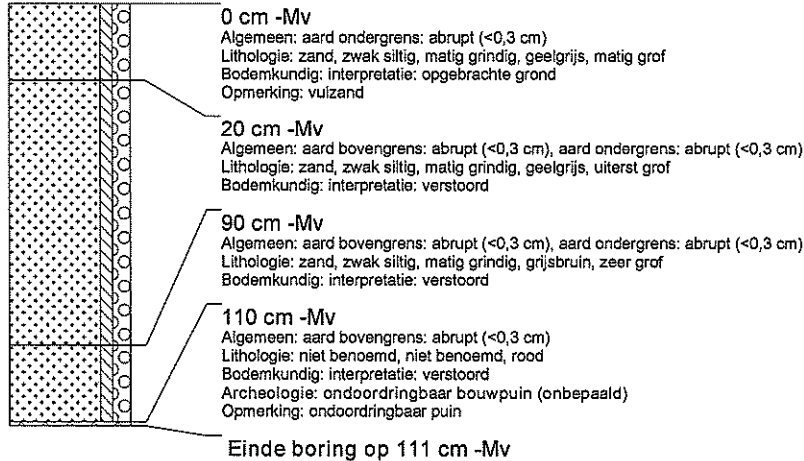 0 cm -Mv
Algemeen: aard ondergrens: abrupt (<0,3 cm)
Lithologie: zand, zwak siltig, matig grindig, geelgrijs, matig grof
Bodemkundig: interpretatie: opgebrachte grond
Opmerking: vulzand
20 cm -Mv
Algemeen: aard bovengrens: abrupt (<0,3 cm), aard ondergrens: abrupt (<0,3 cm)
Lithologie: zand, zwak siltig, matig grindig, geelgrijs, uiterst grof
Bodemkundig: interpretatie: verstoord
90 cm -Mv
Algemeen: aard bovengrens: abrupt (<0,3 cm), aard ondergrens: abrupt (<0,3 cm)
Lithologie: zand, zwak siltig, matig grindig, grijsbruin, zeer grof
Bodemkundig: interpretatie: verstoord
110 cm -Mv
Algemeen: aard bovengrens: abrupt (<0,3 cm)
Lithologie: niet benoemd, niet benoemd, rood
Bodemkundig: interpretatie: verstoord
Archeologie: ondoordringbaar bouwpuin (onbepaald)
Opmerking: ondoordringbaar puin
Einde boring op 111 cm -Mv